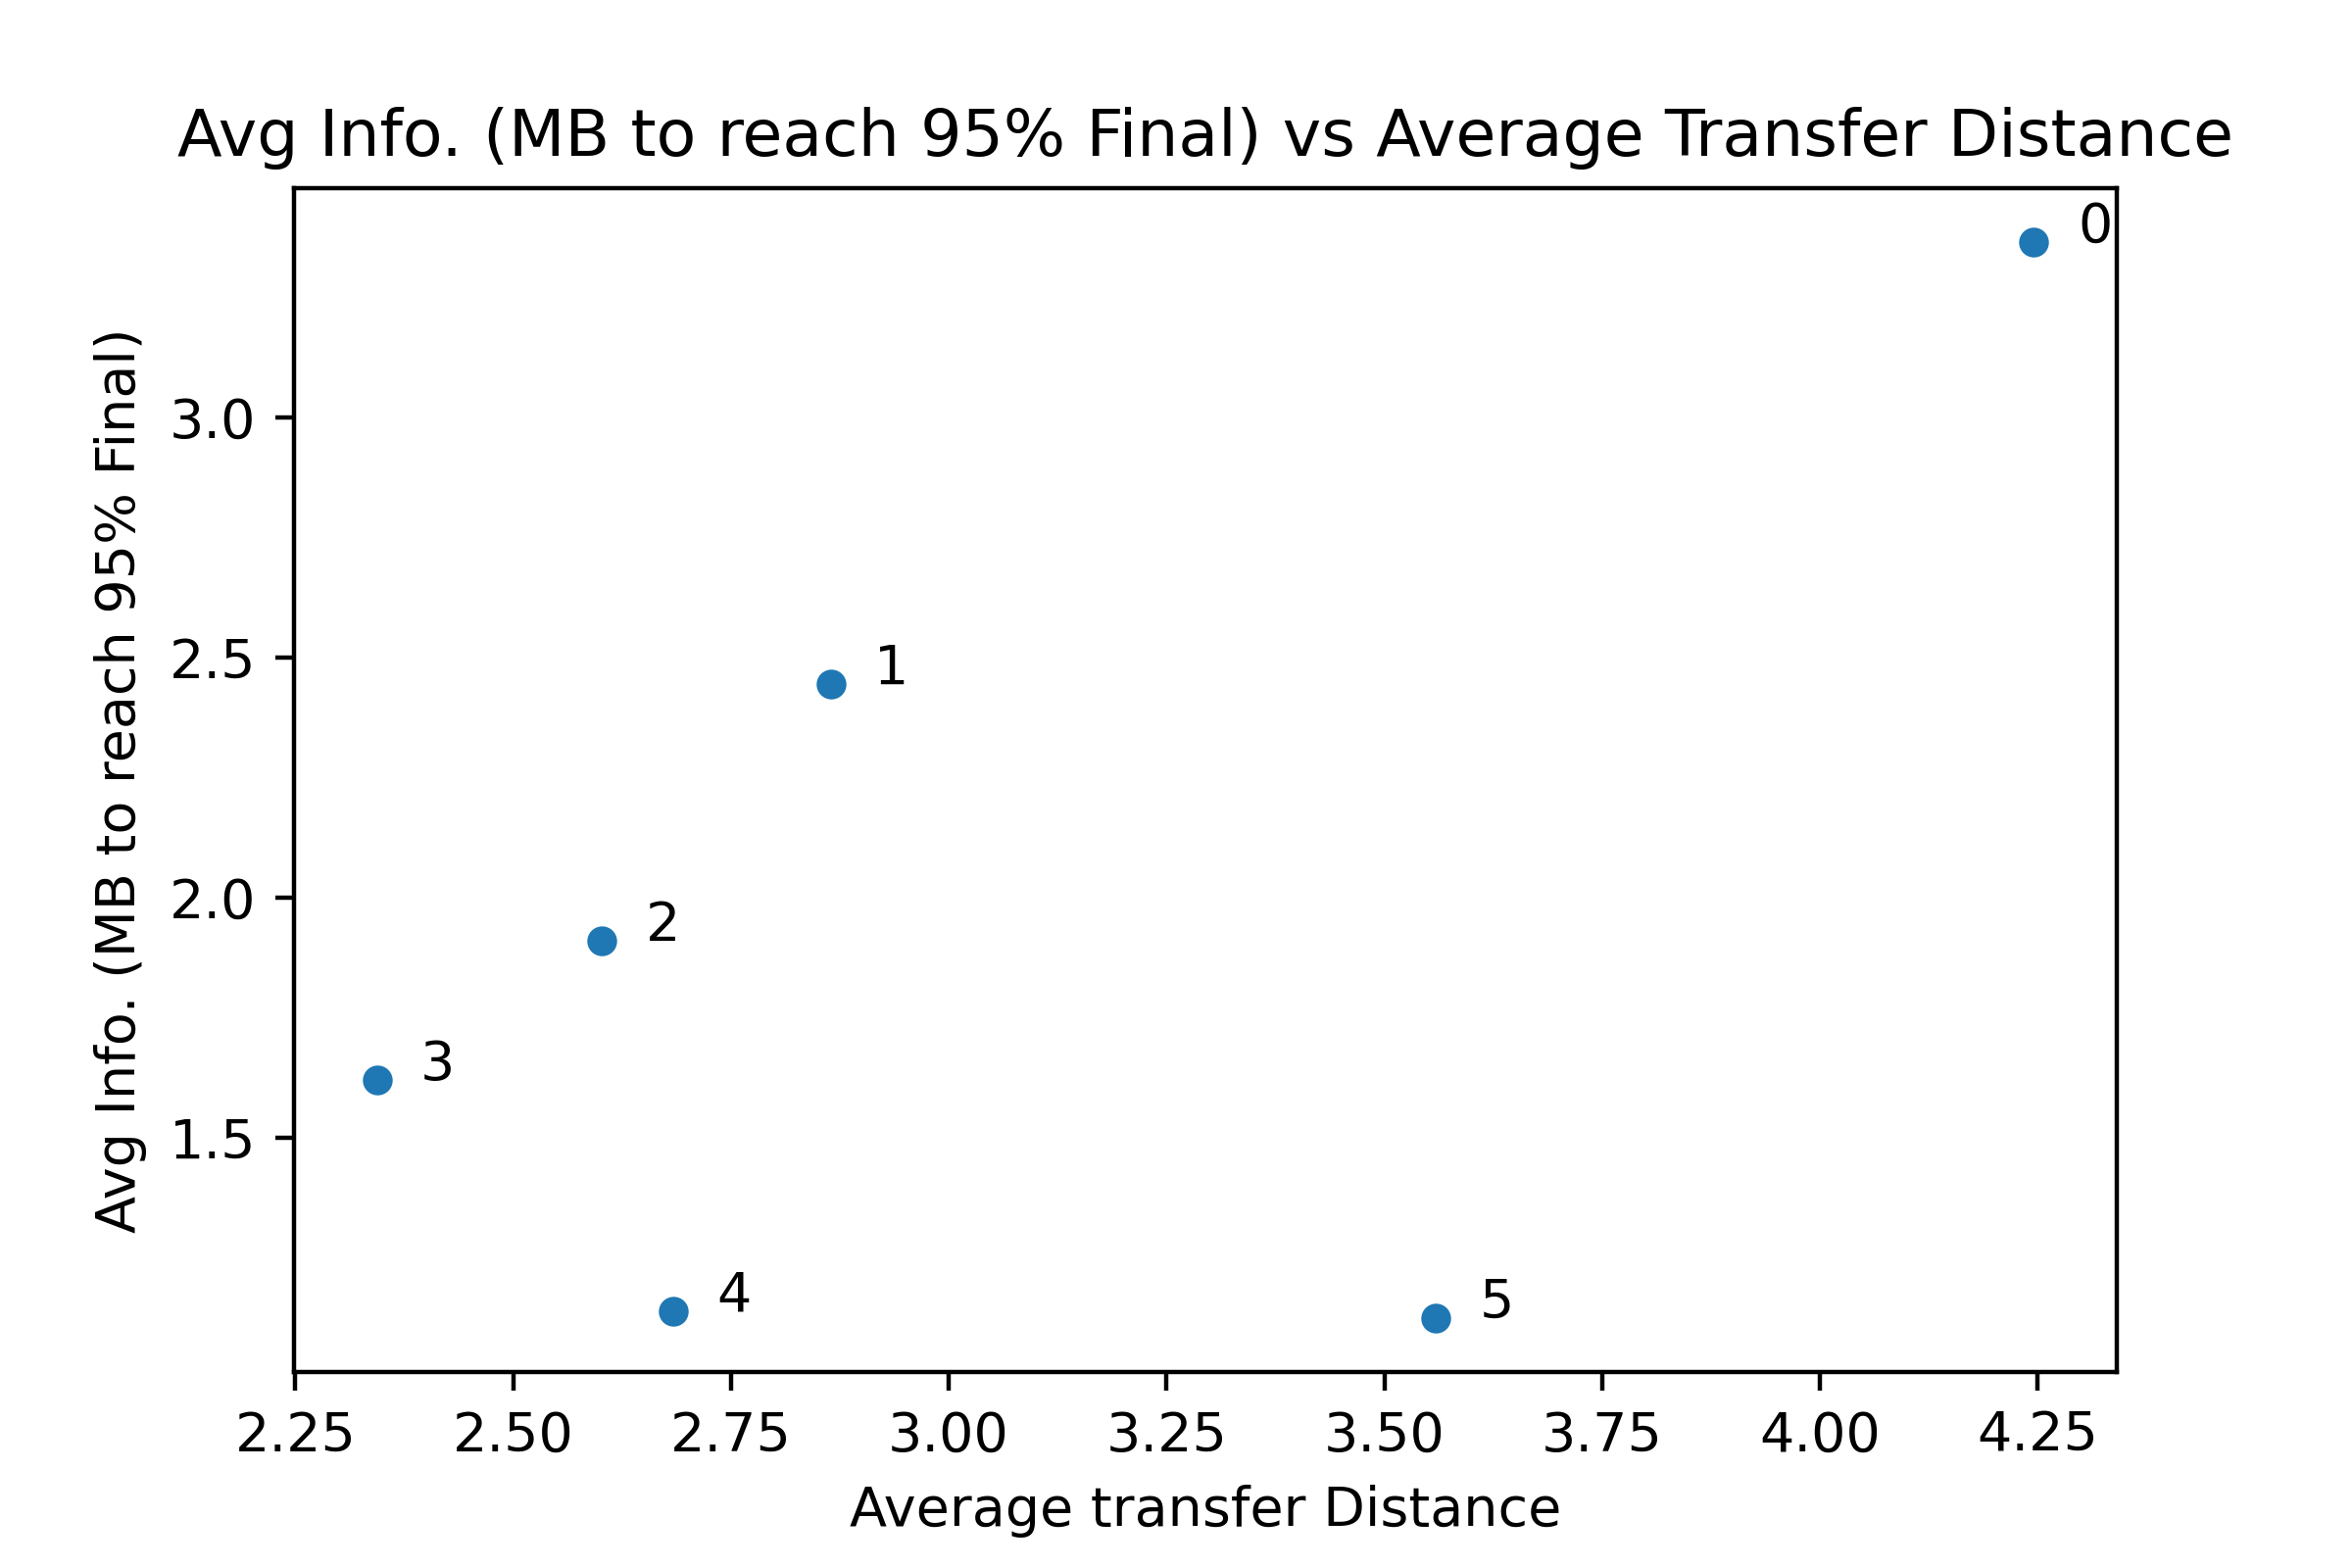 Avg Info. (MB to reach 95% Final) vs Average Transfer Distance
0
3.0
2.5
1
2.0
2
3
1.5
4
5
2.25 2.50 2.75 3.00 3.25 3.50 3.75 4.00 4.25
Average transfer Distance
Avg Info. (MB to reach 95% Final)